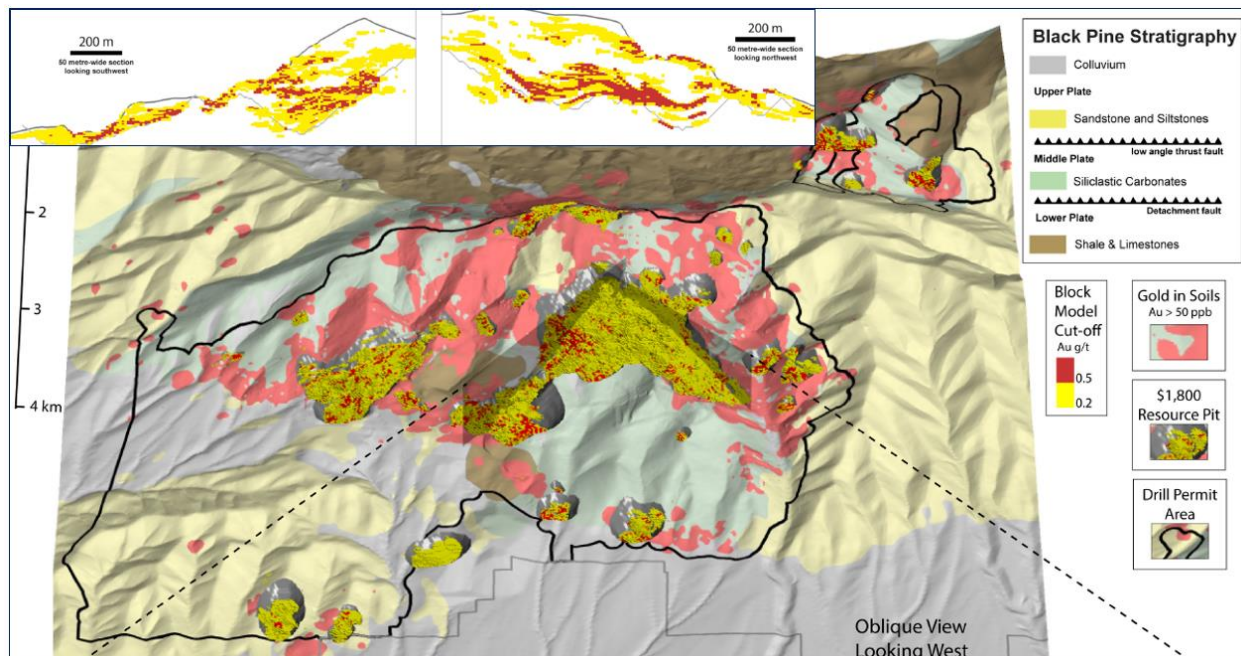 200 m
50 metre-wide section
looking southwest
200 m
50 metre-wide section
looking northwest
2
3
4 km
Black Pine Stratigraphy
Colluvium
Upper Plate
Sandstone and Siltstones
low angle thrust fault
Middle Plate
Siliclastic Carbonates
Detachment fault
Lower Plate
Shale & Limestones
Block
Model
Cut-off
Au g/t
0.5
0.2
Gold in Soils
Au > 50 ppb
$1,800
Resource Pit
Drill Permit
Area
Oblique View
Looking West